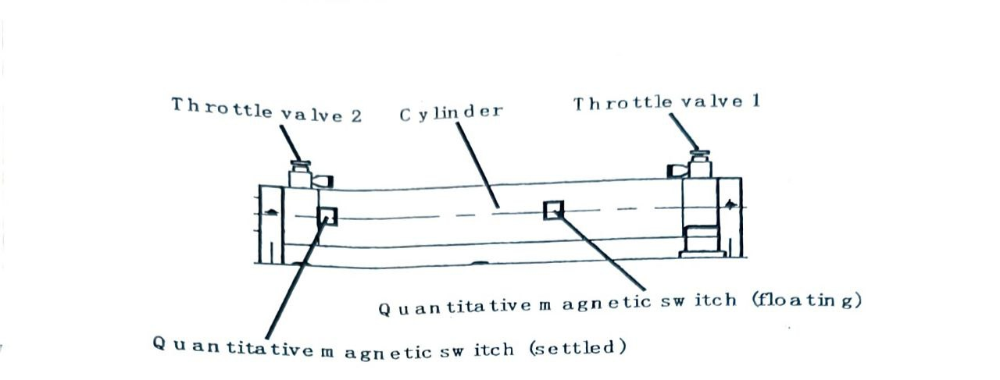 Throttle valve 2
Cylinder
Throttle valve 1
Quantitative magnetic switch (floating)
Quantitative magnetic switch (settled)